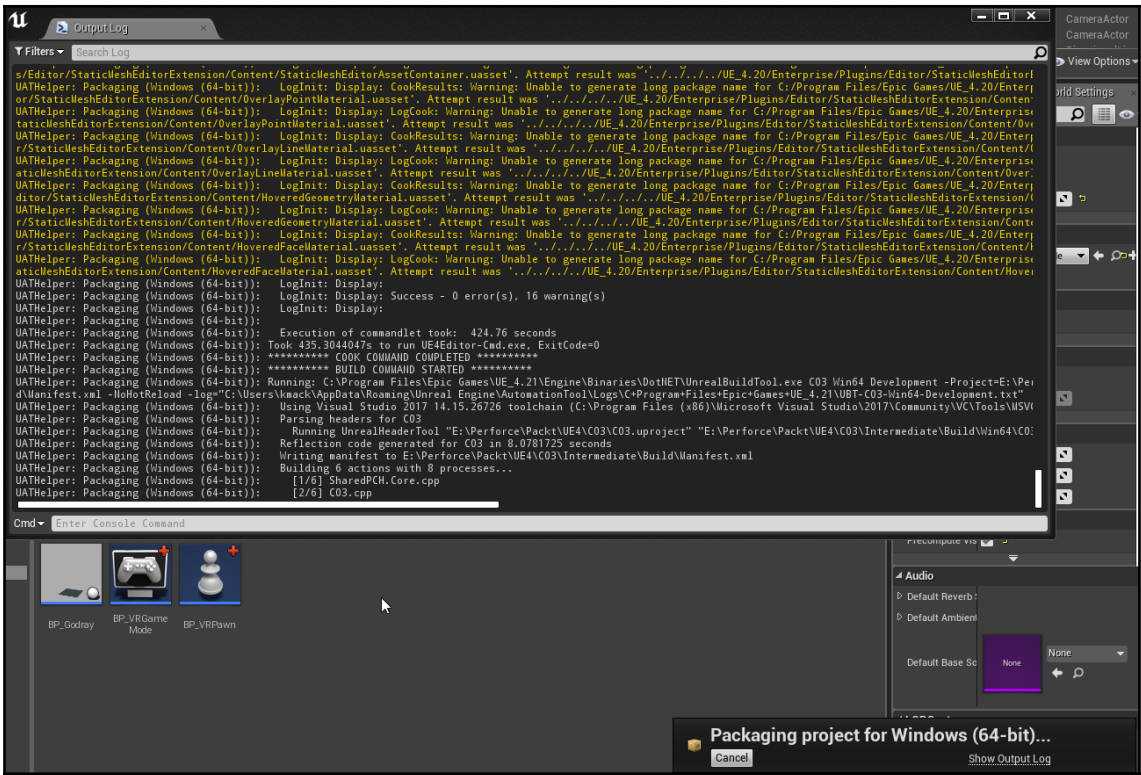 Output Log
CameraActor
CameraActor
Filters
Search Log
View Options
s/Editor/StaticMeshEditorExtension/Content/StaticMeshEditorAssetContainer.uasset'. Attempt result was '../../../../UE_4.20/Enterprise/Plugins/Editor/StaticMeshEditorE
UATHelper: Packaging (Windows (64-bit)):   LogInit: Display: CookResults: Warning: Unable to generate long package name for C:/Program Files/Epic Games/UE_4.20/Enterp
or/StaticMeshEditorExtension/Content/OverlayPointMaterial.uasset'. Attempt result was '../../../../UE_4.20/Enterprise/Plugins/Editor/StaticMeshEditorExtension/Content
UATHelper: Packaging (Windows (64-bit)):   LogInit: Display: LogCook: Warning: Unable to generate long package name for C:/Program Files/Epic Games/UE_4.20/Enterprise
taticMeshEditorExtension/Content/OverlayPointMaterial.uasset'. Attempt result was '../../../../UE_4.20/Enterprise/Plugins/Editor/StaticMeshEditorExtension/Content/Ove
UATHelper: Packaging (Windows (64-bit)):   LogInit: Display: CookResults: Warning: Unable to generate long package name for C:/Program Files/Epic Games/UE_4.20/Enterp
r/StaticMeshEditorExtension/Content/OverlayLineMaterial.uasset'. Attempt result was '../../../../UE_4.20/Enterprise/Plugins/Editor/StaticMeshEditorExtension/Content/O
UATHelper: Packaging (Windows (64-bit)):   LogInit: Display: LogCook: Warning: Unable to generate long package name for C:/Program Files/Epic Games/UE_4.20/Enterprise
aticMeshEditorExtension/Content/OverlayLineMaterial.uasset'. Attempt result was '../../../../UE_4.20/Enterprise/Plugins/Editor/StaticMeshEditorExtension/Content/Over
UATHelper: Packaging (Windows (64-bit)):   LogInit: Display: CookResults: Warning: Unable to generate long package name for C:/Program Files/Epic Games/UE_4.20/Enterp
ditor/StaticMeshEditorExtension/Content/HoveredGeometryMaterial.uasset'. Attempt result was '../../../../UE_4.20/Enterprise/Plugins/Editor/StaticMeshEditorExtension/C
UATHelper: Packaging (Windows (64-bit)):   LogInit: Display: LogCook: Warning: Unable to generate long package name for C:/Program Files/Epic Games/UE_4.20/Enterprise
r/StaticMeshEditorExtension/Content/HoveredGeometryMaterial.uasset'. Attempt result was '../../../../UE_4.20/Enterprise/Plugins/Editor/StaticMeshEditorExtension/Conte
UATHelper: Packaging (Windows (64-bit)):   LogInit: Display: CookResults: Warning: Unable to generate long package name for C:/Program Files/Epic Games/UE_4.20/Enterp
r/StaticMeshEditorExtension/Content/HoveredFaceMaterial.uasset'. Attempt result was '../../../../UE_4.20/Enterprise/Plugins/Editor/StaticMeshEditorExtension/Content/H
UATHelper: Packaging (Windows (64-bit)):   LogInit: Display: LogCook: Warning: Unable to generate long package name for C:/Program Files/Epic Games/UE_4.20/Enterprise
aticMeshEditorExtension/Content/HoveredFaceMaterial.uasset'. Attempt result was '../../../../UE_4.20/Enterprise/Plugins/Editor/StaticMeshEditorExtension/Content/Hover
UATHelper: Packaging (Windows (64-bit)):   LogInit: Display:
UATHelper: Packaging (Windows (64-bit)):   LogInit: Display: Success - 0 error(s), 16 warning(s)
UATHelper: Packaging (Windows (64-bit)):   LogInit: Display:
UATHelper: Packaging (Windows (64-bit)):
UATHelper: Packaging (Windows (64-bit)):   Execution of commandlet took:  424.76 seconds
UATHelper: Packaging (Windows (64-bit)): Took 435.3044047s to run UE4Editor-Cmd.exe, ExitCode=0
UATHelper: Packaging (Windows (64-bit)): ********** COOK COMMAND COMPLETED **********
UATHelper: Packaging (Windows (64-bit)): ********** BUILD COMMAND STARTED **********
UATHelper: Packaging (Windows (64-bit)): Running: C:\Program Files\Epic Games\UE_4.21\Engine\Binaries\DotNET\UnrealBuildTool.exe C03 Win64 Development -Project=E:\Per
d\Manifest.xml -NoHotReload -log="C:\Users\kmack\AppData\Roaming\Unreal Engine\AutomationTool\Logs\C+Program+Files+Epic+Games+UE_4.21\UBT-C03-Win64-Development.txt"
UATHelper: Packaging (Windows (64-bit)):   Using Visual Studio 2017 14.15.26726 toolchain (C:\Program Files (x86)\Microsoft Visual Studio\2017\Community\VC\Tools\MSVC
UATHelper: Packaging (Windows (64-bit)):   Parsing headers for C03
UATHelper: Packaging (Windows (64-bit)):     Running UnrealHeaderTool "E:\Perforce\Packt\UE4\C03\C03.uproject" "E:\Perforce\Packt\UE4\C03\Intermediate\Build\Win64\C03
UATHelper: Packaging (Windows (64-bit)):   Reflection code generated for C03 in 8.0781725 seconds
UATHelper: Packaging (Windows (64-bit)):   Writing manifest to E:\Perforce\Packt\UE4\C03\Intermediate\Build\Manifest.xml
UATHelper: Packaging (Windows (64-bit)):   Building 6 actions with 8 processes...
UATHelper: Packaging (Windows (64-bit)):     [1/6] SharedPCH.Core.cpp
UATHelper: Packaging (Windows (64-bit)):     [2/6] C03.cpp
orld Settings
Cmd
Enter Console Command
Precompute Vis
Audio
Default Reverb S
Default Ambient
Default Base So
None
None
BP_Godray
BP_VRGame
Mode
BP_VRPawn
Packaging project for Windows (64-bit)...
Cancel
Show Output Log